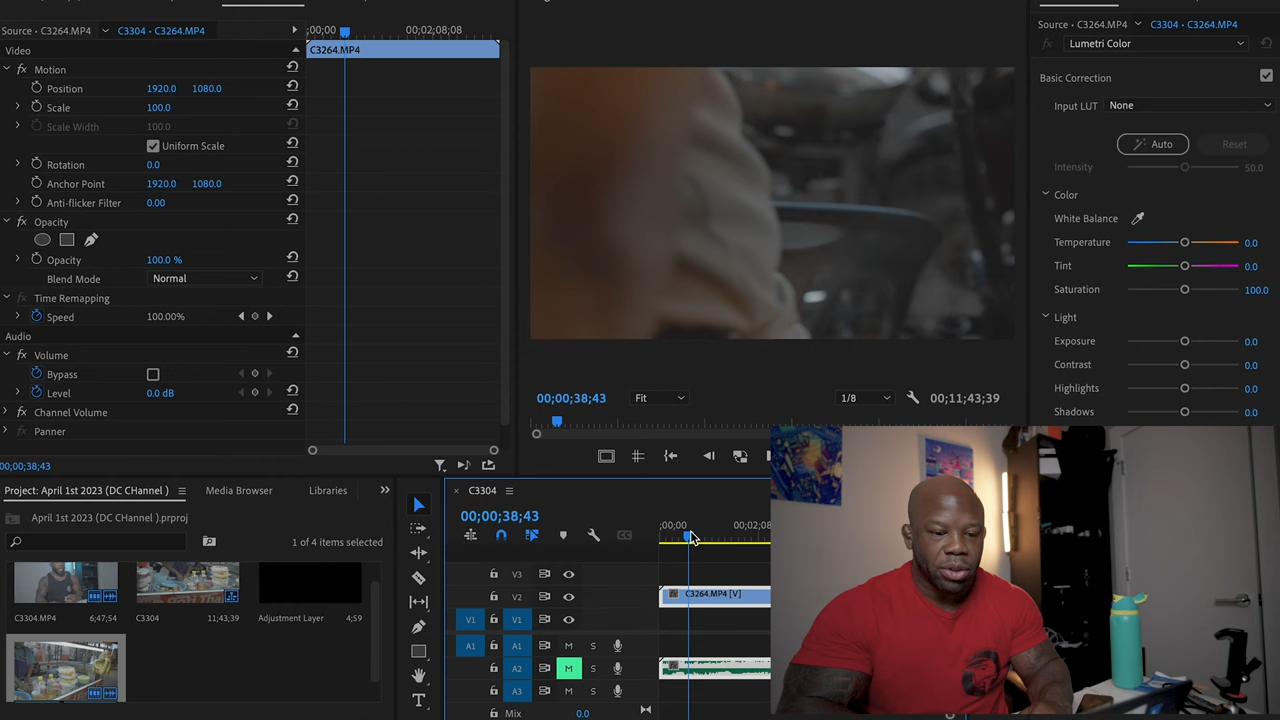 Source • C3264.MP4
C3304 • C3264.MP4
;00;00
00;02;08;08
C3264.MP4
Video
fx Motion
Position 1920.0 1080.0
Scale 100.0
Scale Width 100.0
Uniform Scale
Rotation 0.0
Anchor Point 1920.0 1080.0
Anti-flicker Filter 0.00
fx Opacity
Opacity 100.0 %
Blend Mode Normal
fx Time Remapping
Speed 100.00%
Audio
fx Volume
Bypass
Level 0.0 dB
fx Channel Volume
fx Panner
00;00;38;43
00;00;38;43
Fit
1/8
00;11;43;39
Source • C3264.MP4
C3304 • C3264.MP4
fx Lumetri Color
Basic Correction
Input LUT None
Auto
Reset
Intensity 50.0
Color
White Balance
Temperature 0.0
Tint 0.0
Saturation 100.0
Light
Exposure 0.0
Contrast 0.0
Highlights 0.0
Shadows 0.0
Project: April 1st 2023 (DC CHannel )
Media Browser
Libraries
April 1st 2023 (DC CHannel ).prproj
1 of 4 items selected
C3304.MP4 6;47;54
C3304 11;43;39
Adjustment Layer 4;59
C3304
00;00;38;43
;00;00
00;02;08
V3
V2
C3264.MP4 [V]
V1 V1
A1 A1 M S
A2 M S
A3 M S
Mix 0.0
T